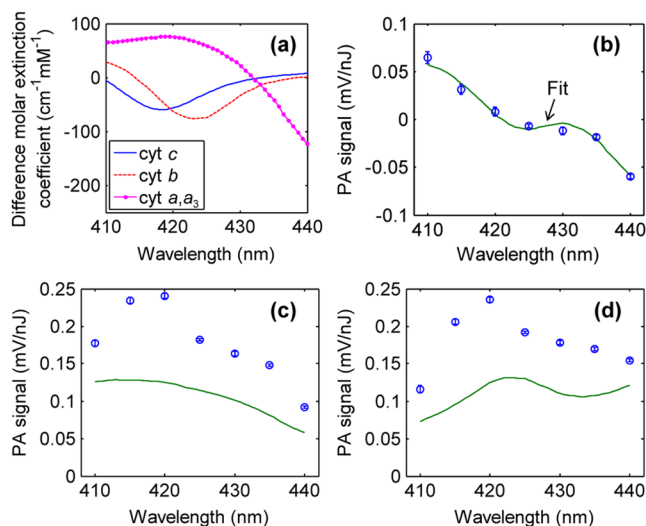 Difference molar extinction
coefficient (cm⁻¹mM⁻¹)
100
0
-100
-200
(a)
cyt c
cyt b
cyt a,a₃
410 420 430 440
Wavelength (nm)
PA signal (mV/nJ)
0.1
0.05
0
-0.05
-0.1
(b)
Fit
410 420 430 440
Wavelength (nm)
PA signal (mV/nJ)
0.25
0.2
0.15
0.1
0.05
0
(c)
410 420 430 440
Wavelength (nm)
PA signal (mV/nJ)
0.25
0.2
0.15
0.1
0.05
0
(d)
410 420 430 440
Wavelength (nm)